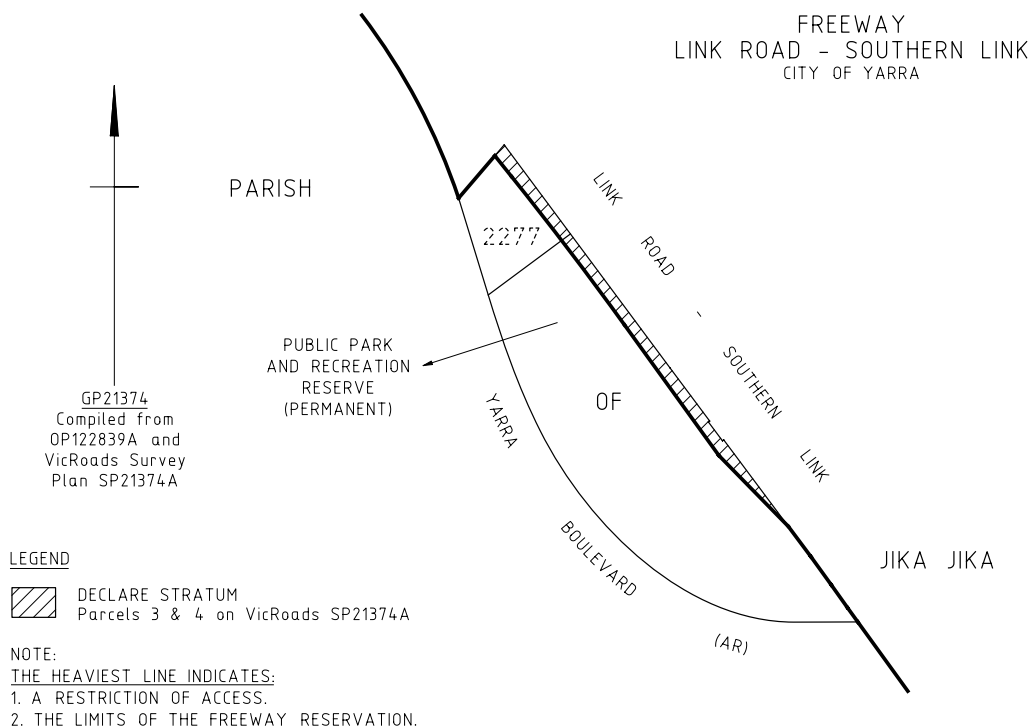 FREEWAY
LINK ROAD - SOUTHERN LINK
CITY OF YARRA
PARISH
LINK
ROAD
-
SOUTHERN
LINK
2277
PUBLIC PARK
AND RECREATION
RESERVE
(PERMANENT)
OF
YARRA
BOULEVARD
(AR)
JIKA JIKA
GP21374
Compiled from
OP122839A and
VicRoads Survey
Plan SP21374A
LEGEND
DECLARE STRATUM
Parcels 3 & 4 on VicRoads SP21374A
NOTE:
THE HEAVIEST LINE INDICATES:
1. A RESTRICTION OF ACCESS.
2. THE LIMITS OF THE FREEWAY RESERVATION.